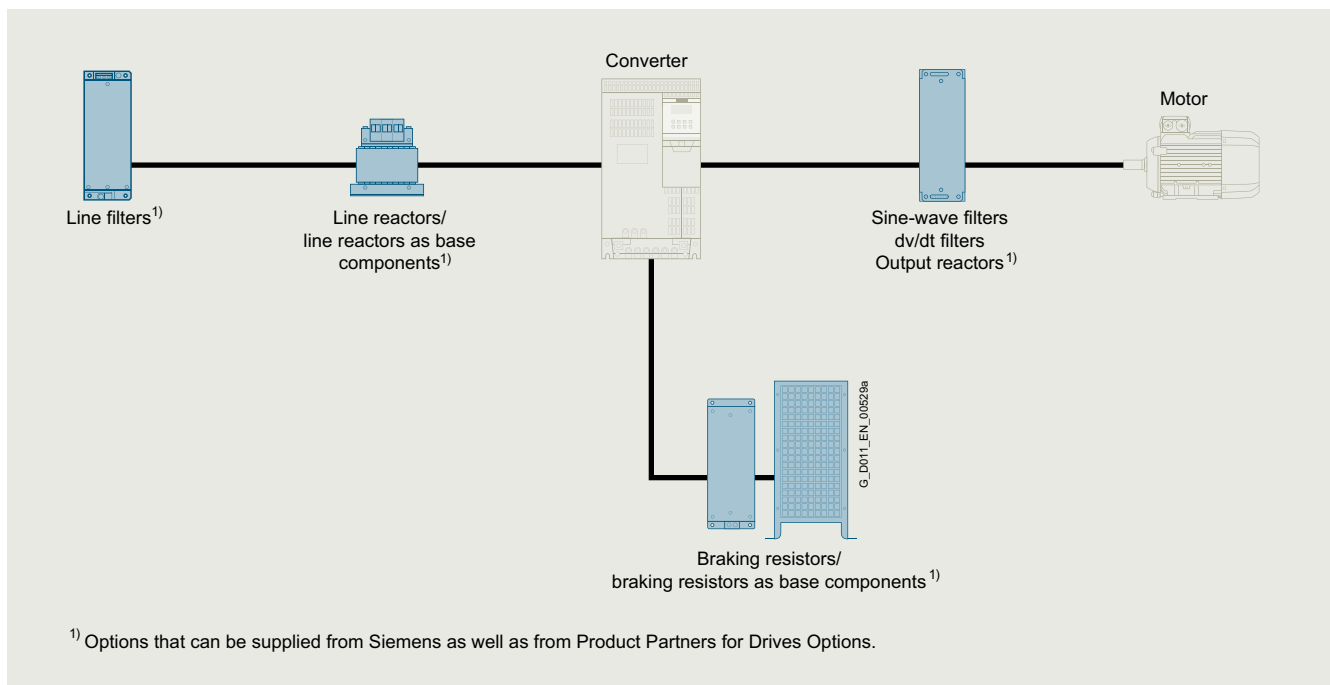 Converter
Motor
Line filters1)
Line reactors/
line reactors as base
components1)
Sine-wave filters
dv/dt filters
Output reactors 1)
G_D011_EN_00529a
Braking resistors/
braking resistors as base components 1)
1) Options that can be supplied from Siemens as well as from Product Partners for Drives Options.